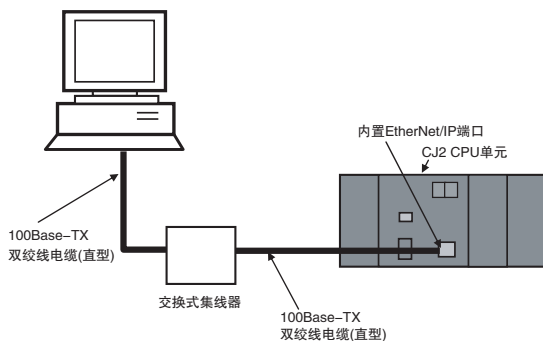 内置EtherNet/IP端口
CJ2 CPU单元
100Base–TX
双绞线电缆(直型)
交换式集线器
100Base–TX
双绞线电缆(直型)